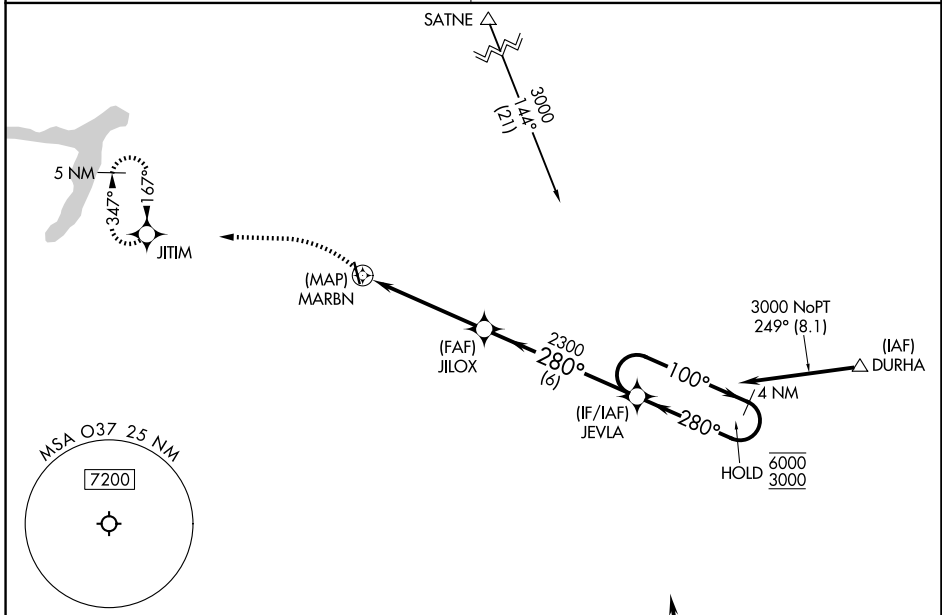 SATNE
3000
144°
(21)
5 NM
347°
167°
JITIM
(MAP)
MARBN
(FAF)
JILOX
2300
280°
(6)
3000 NoPT
249° (8.1)
(IAF)
DURHA
100°
4 NM
280°
(IF/IAF)
JEVLA
HOLD
6000
3000
MSA O37 25 NM
7200